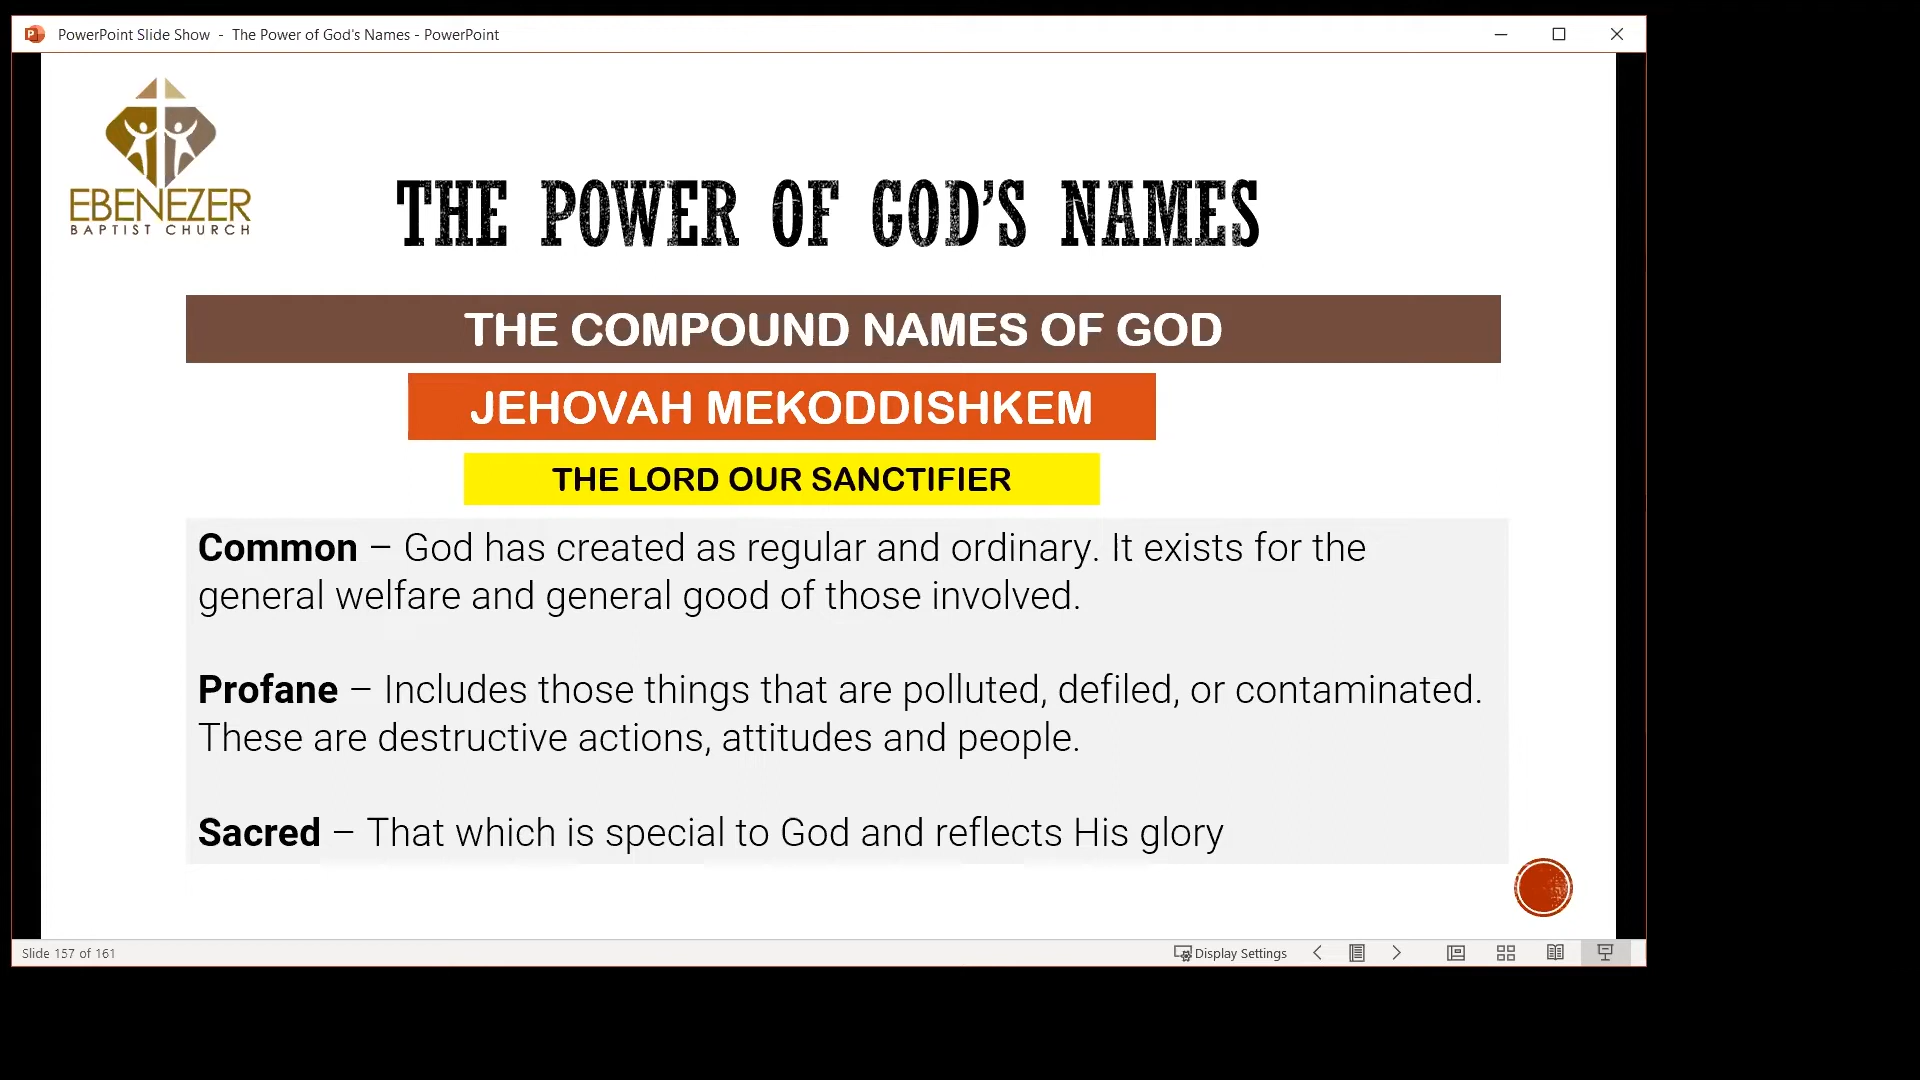 PowerPoint Slide Show - The Power of God's Names - PowerPoint
EBENEZER
BAPTIST CHURCH
THE POWER OF GOD'S NAMES
THE COMPOUND NAMES OF GOD
JEHOVAH MEKODDISHKEM
THE LORD OUR SANCTIFIER
Common – God has created as regular and ordinary. It exists for the
general welfare and general good of those involved.
Profane – Includes those things that are polluted, defiled, or contaminated.
These are destructive actions, attitudes and people.
Sacred – That which is special to God and reflects His glory
Slide 157 of 161
Display Settings